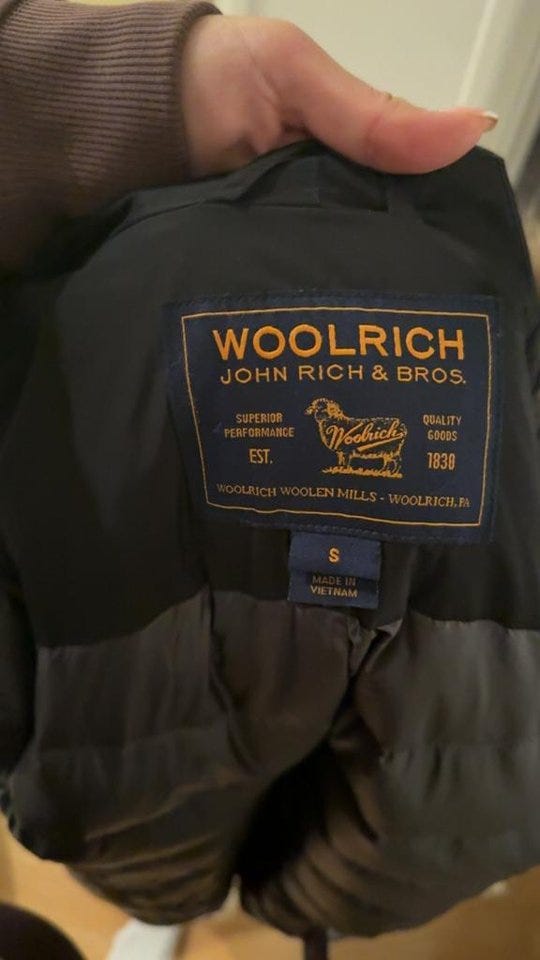 WOOLRICH
JOHN RICH & BROS.
SUPERIOR
PERFORMANCE
EST.
Woolrich
QUALITY
GOODS
1830
WOOLRICH WOOLEN MILLS - WOOLRICH, PA
S
MADE IN
VIETNAM